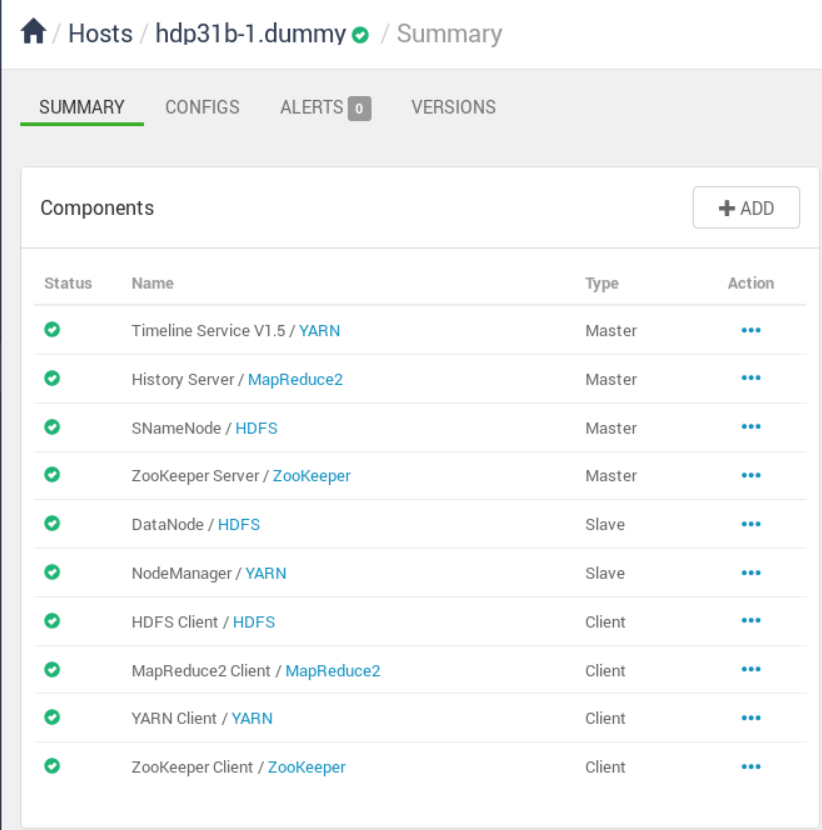 / Hosts / hdp31b-1.dummy / Summary
SUMMARY CONFIGS ALERTS 0 VERSIONS
Components + ADD
Status Name Type Action
Timeline Service V1.5 / YARN Master •••
History Server / MapReduce2 Master •••
SNameNode / HDFS Master •••
ZooKeeper Server / ZooKeeper Master •••
DataNode / HDFS Slave •••
NodeManager / YARN Slave •••
HDFS Client / HDFS Client •••
MapReduce2 Client / MapReduce2 Client •••
YARN Client / YARN Client •••
ZooKeeper Client / ZooKeeper Client •••